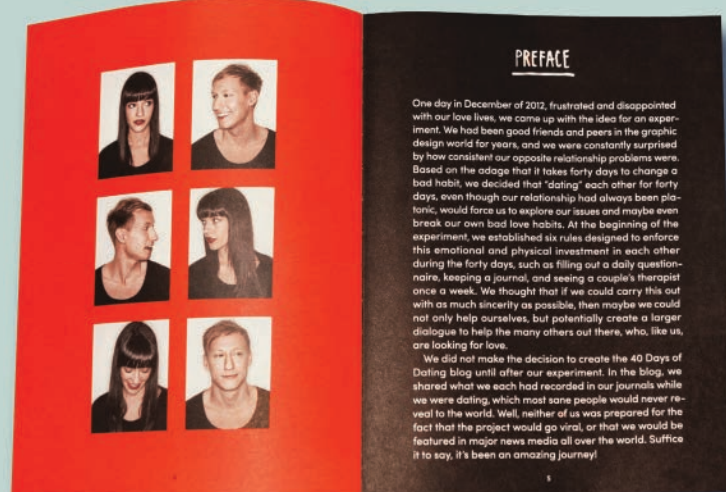 PREFACE
One day in December of 2012, frustrated and disappointed
with our love lives, we came up with the idea for an exper-
iment. We had been good friends and peers in the graphic
design world for years, and we were constantly surprised
by how consistent our opposite relationship problems were.
Based on the adage that it takes forty days to change a
bad habit, we decided that "dating" each other for forty
days, even though our relationship had always been pla-
tonic, would force us to explore our issues and maybe even
break our own bad love habits. At the beginning of the
experiment, we established six rules designed to enforce
this emotional and physical investment in each other
during the forty days, such as filling out a daily question-
naire, keeping a journal, and seeing a couple's therapist
once a week. We thought that if we could carry this out
with as much sincerity as possible, then maybe we could
not only help ourselves, but potentially create a larger
dialogue to help the many others out there, who, like us,
are looking for love.
We did not make the decision to create the 40 Days of
Dating blog until after our experiment. In the blog, we
shared what we each had recorded in our journals while
we were dating, which most sane people would never re-
veal to the world. Well, neither of us was prepared for the
fact that the project would go viral, or that we would be
featured in major news media all over the world. Suffice
it to say, it's been an amazing journey!
5